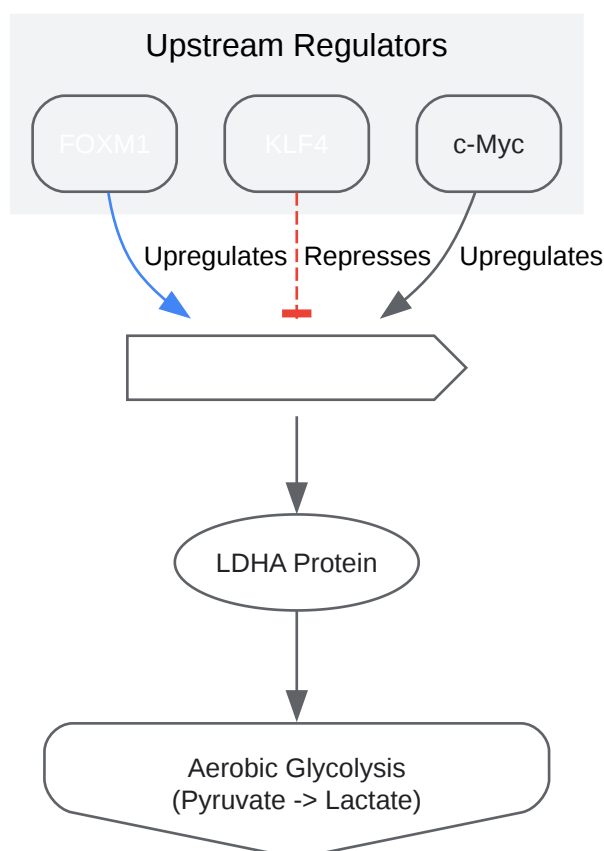 Upstream Regulators
FOXM1
KLF4
c-Myc
Upregulates
Represses
Upregulates
LDHA Protein
Aerobic Glycolysis
(Pyruvate -> Lactate)